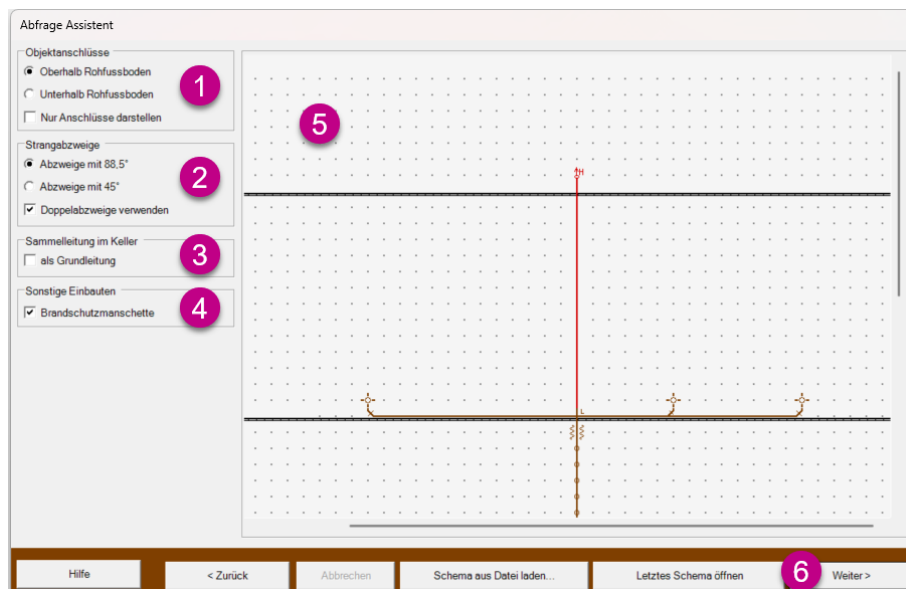 Abfrage Assistent
Objektanschlüsse
Oberhalb Rohfussboden
Unterhalb Rohfussboden
Nur Anschlüsse darstellen
1
Strangabzweige
Abzweige mit 88,5°
Abzweige mit 45°
Doppelabzweige verwenden
2
Sammelleitung im Keller
als Grundleitung
3
Sonstige Einbauten
Brandschutzmanschette
4
5
H
L
Hilfe
< Zurück
Abbrechen
Schema aus Datei laden...
Letztes Schema öffnen
6
Weiter >